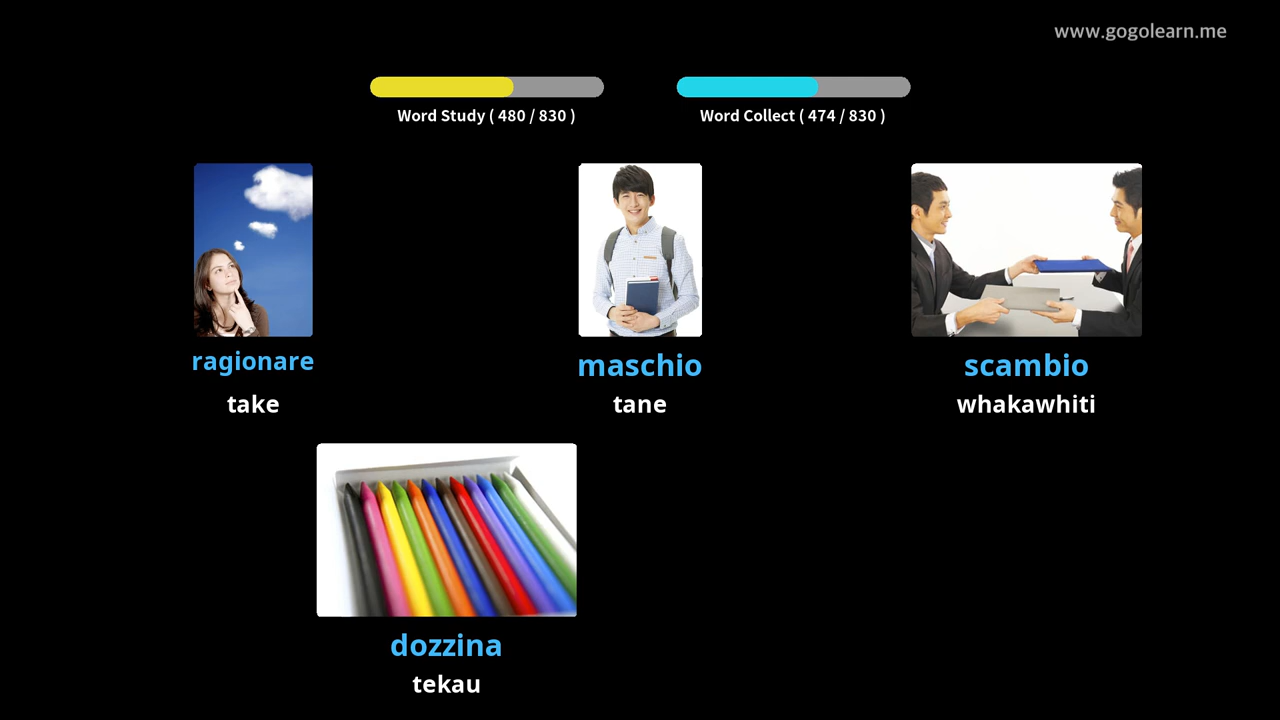 www.gogolearn.me
Word Study ( 480 / 830 )
Word Collect ( 474 / 830 )
ragionare
take
maschio
tane
scambio
whakawhiti
dozzina
tekau